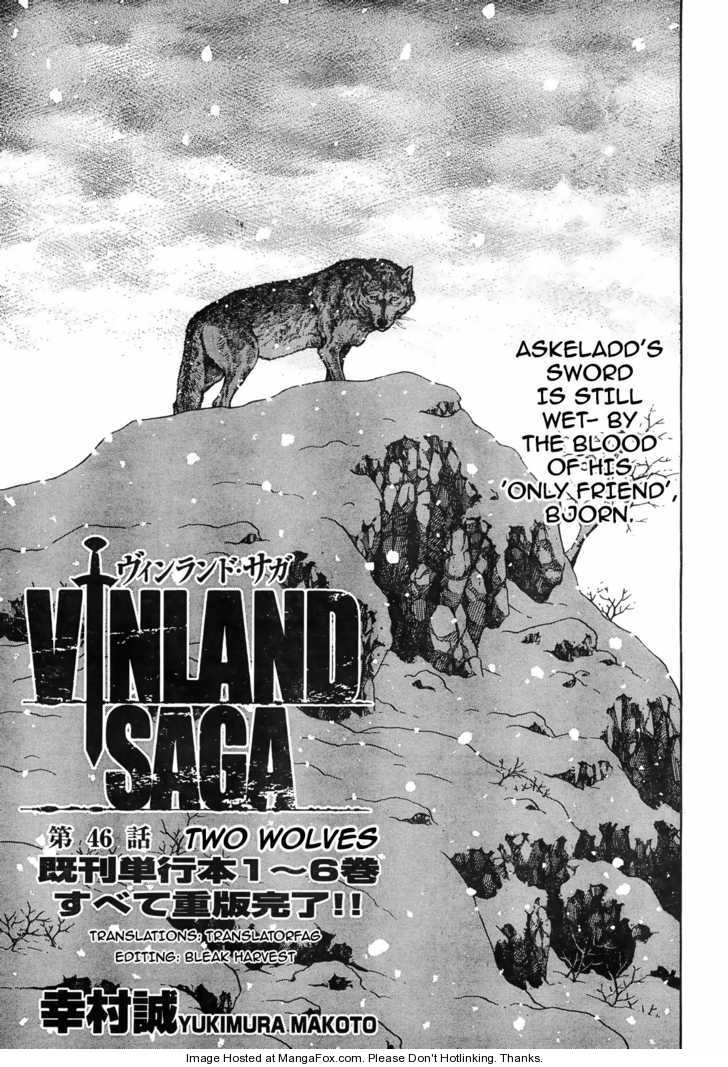 ASKELADD'S
SWORD
IS STILL
WET- BY
THE BLOOD
OF HIS
'ONLY FRIEND',
BJORN.
ヴィンランド・サガ
VINLAND
SAGA
第 46 話 TWO WOLVES
既刊単行本1〜6巻
すべて重版完了!!
TRANSLATIONS; TRANSLATORFAG
EDITING: BLEAK HARVEST
幸村誠 YUKIMURA MAKOTO
Image Hosted at MangaFox.com. Please Don't Hotlinking. Thanks.